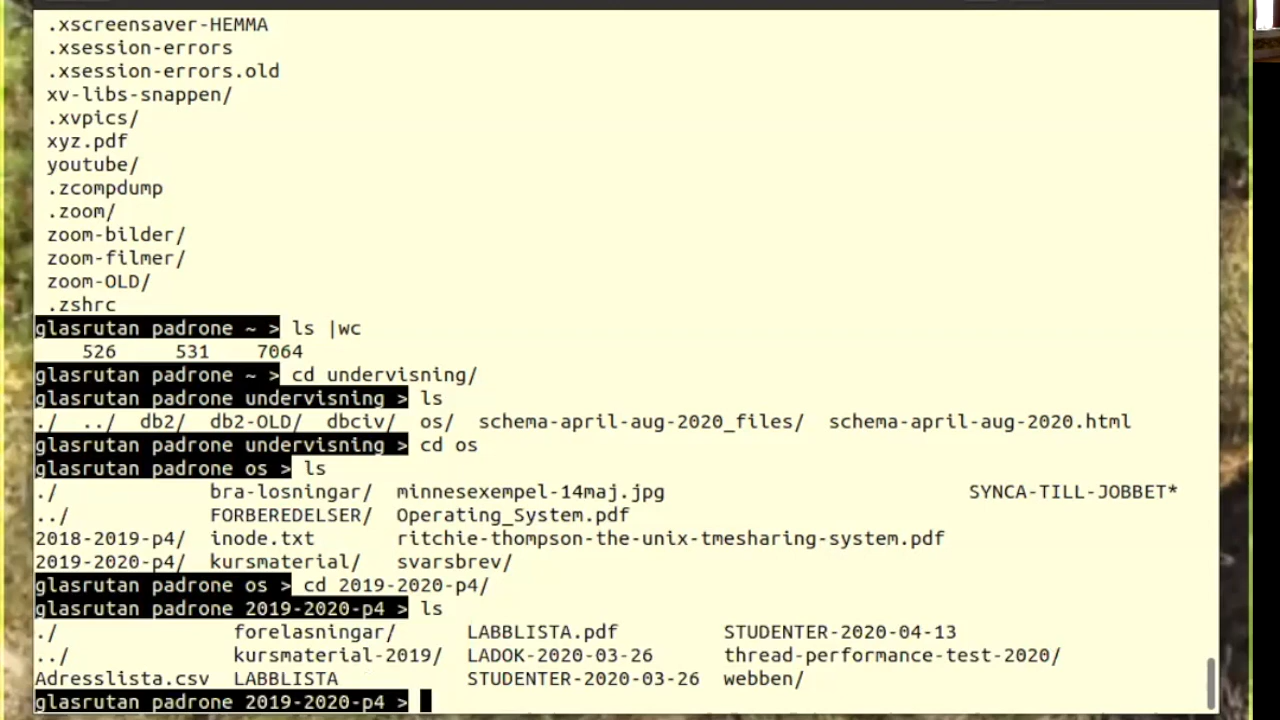 .xscreensaver-HEMMA
.xsession-errors
.xsession-errors.old
xv-libs-snappen/
.xvpics/
xyz.pdf
youtube/
.zcompdump
.zoom/
zoom-bilder/
zoom-filmer/
zoom-OLD/
.zshrc
glasrutan padrone ~ > ls |wc
526 531 7064
glasrutan padrone ~ > cd undervisning/
glasrutan padrone undervisning > ls
./ ../ db2/ db2-OLD/ dbciv/ os/ schema-april-aug-2020_files/ schema-april-aug-2020.html
glasrutan padrone undervisning > cd os
glasrutan padrone os > ls
./ bra-losningar/ minnesexempel-14maj.jpg SYNCA-TILL-JOBBET*
../ FORBEREDELSER/ Operating_System.pdf
2018-2019-p4/ inode.txt ritchie-thompson-the-unix-tmesharing-system.pdf
2019-2020-p4/ kursmaterial/ svarsbrev/
glasrutan padrone os > cd 2019-2020-p4/
glasrutan padrone 2019-2020-p4 > ls
./ forelasningar/ LABBLISTA.pdf STUDENTER-2020-04-13
../ kursmaterial-2019/ LADOK-2020-03-26 thread-performance-test-2020/
Adresslista.csv LABBLISTA STUDENTER-2020-03-26 webben/
glasrutan padrone 2019-2020-p4 >